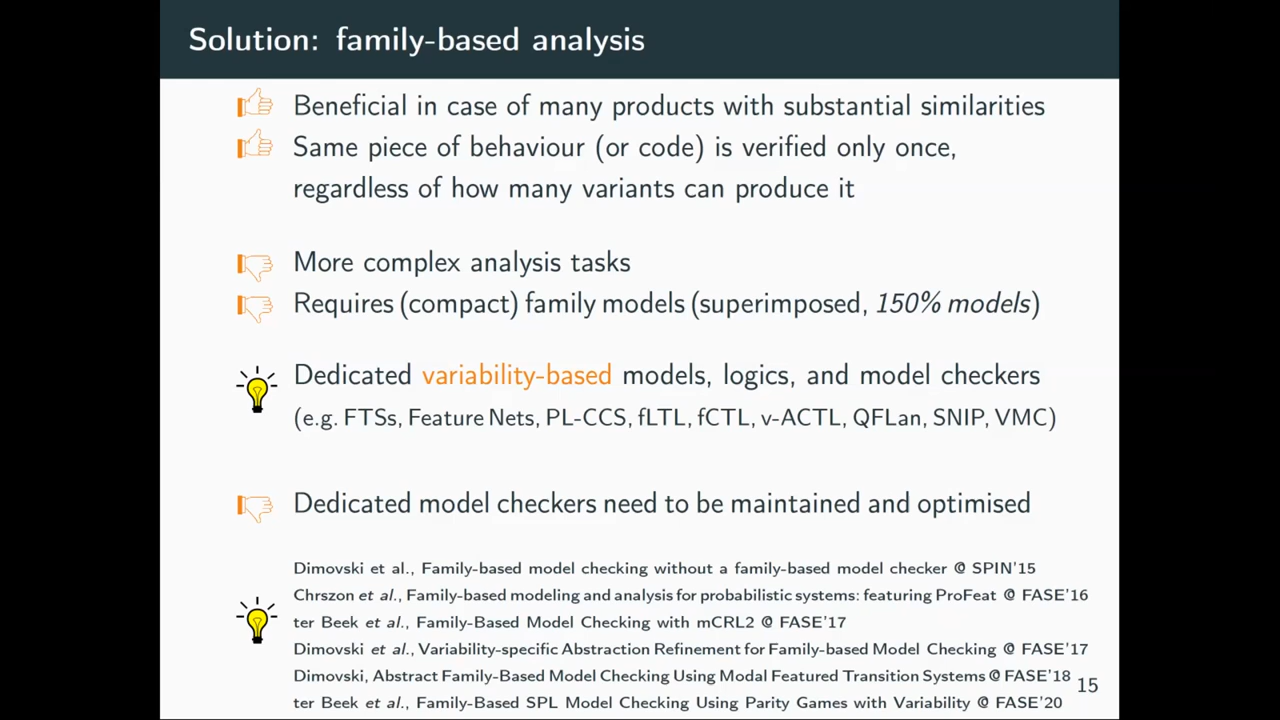 Solution: family-based analysis
Beneficial in case of many products with substantial similarities
Same piece of behaviour (or code) is verified only once,
regardless of how many variants can produce it
More complex analysis tasks
Requires (compact) family models (superimposed, 150% models)
Dedicated variability-based models, logics, and model checkers
(e.g. FTSs, Feature Nets, PL-CCS, fLTL, fCTL, v-ACTL, QFLan, SNIP, VMC)
Dedicated model checkers need to be maintained and optimised
Dimovski et al., Family-based model checking without a family-based model checker @ SPIN'15
Chrszon et al., Family-based modeling and analysis for probabilistic systems: featuring ProFeat @ FASE'16
ter Beek et al., Family-Based Model Checking with mCRL2 @ FASE'17
Dimovski et al., Variability-specific Abstraction Refinement for Family-based Model Checking @ FASE'17
Dimovski, Abstract Family-Based Model Checking Using Modal Featured Transition Systems @ FASE'18
ter Beek et al., Family-Based SPL Model Checking Using Parity Games with Variability @ FASE'20
15